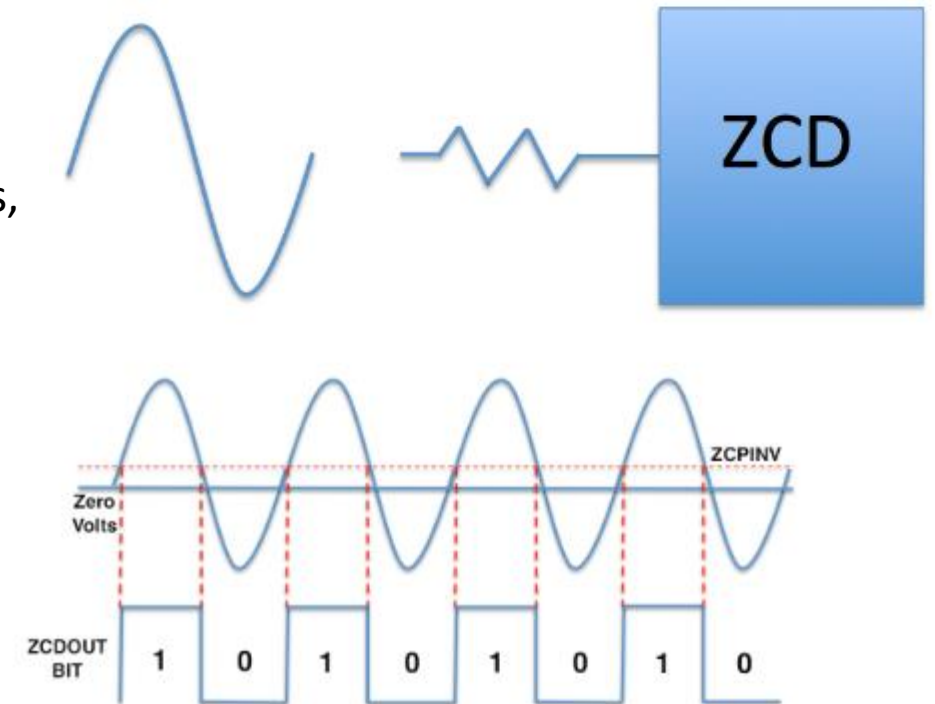 ZCD
s,
ZCPINV
Zero
Volts
ZCDOUT
BIT
1 0 1 0 1 0 1 0